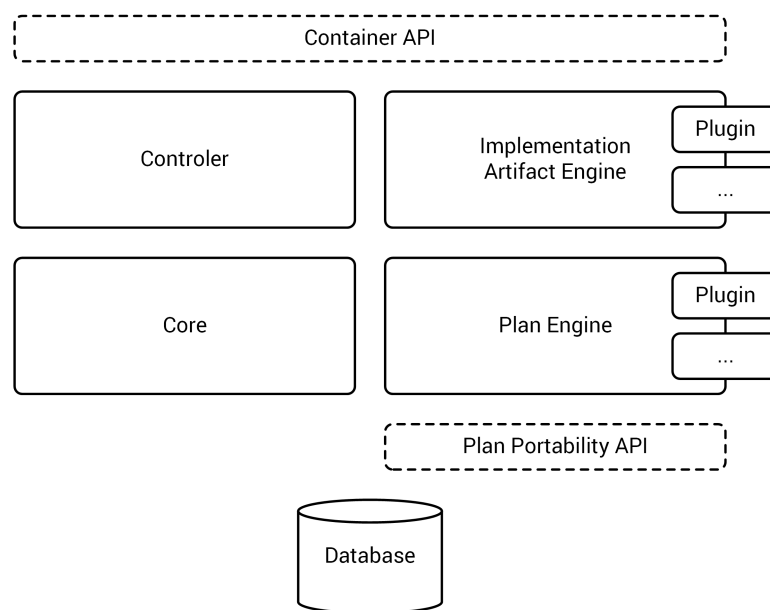 Container API
Controler
Implementation
Artifact Engine
Plugin
...
Core
Plan Engine
Plugin
...
Plan Portability API
Database